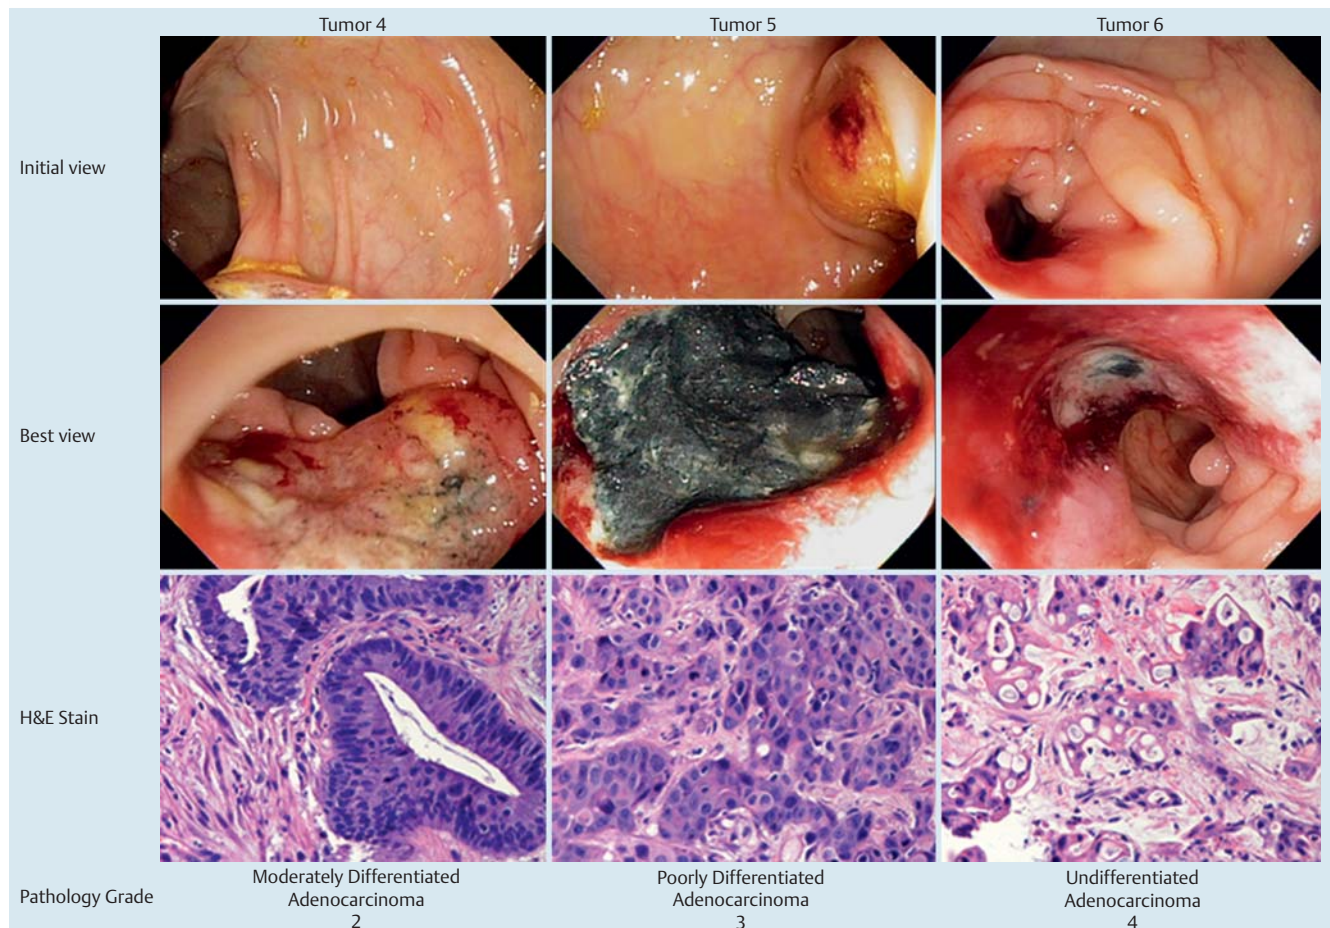 Tumor 4 Tumor 5 Tumor 6
Initial view
Best view
H&E Stain
Pathology Grade
Moderately Differentiated
Adenocarcinoma
2
Poorly Differentiated
Adenocarcinoma
3
Undifferentiated
Adenocarcinoma
4